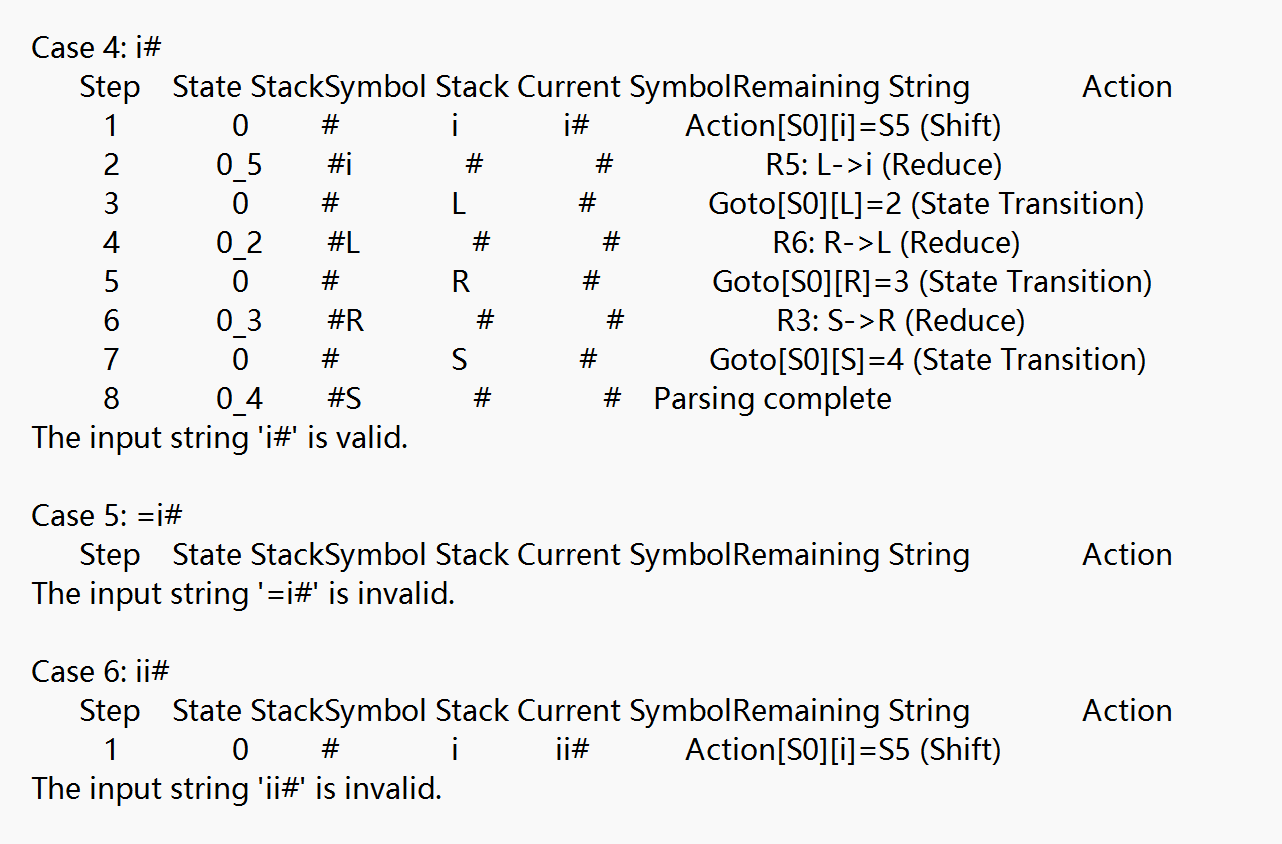 Case 4: i#
Step State StackSymbol Stack Current SymbolRemaining String Action
1 0 # i i# Action[S0][i]=S5 (Shift)
2 0_5 #i # # R5: L->i (Reduce)
3 0 # L # Goto[S0][L]=2 (State Transition)
4 0_2 #L # # R6: R->L (Reduce)
5 0 # R # Goto[S0][R]=3 (State Transition)
6 0_3 #R # # R3: S->R (Reduce)
7 0 # S # Goto[S0][S]=4 (State Transition)
8 0_4 #S # # Parsing complete
The input string 'i#' is valid.
Case 5: =i#
Step State StackSymbol Stack Current SymbolRemaining String Action
The input string '=i#' is invalid.
Case 6: ii#
Step State StackSymbol Stack Current SymbolRemaining String Action
1 0 # i ii# Action[S0][i]=S5 (Shift)
The input string 'ii#' is invalid.